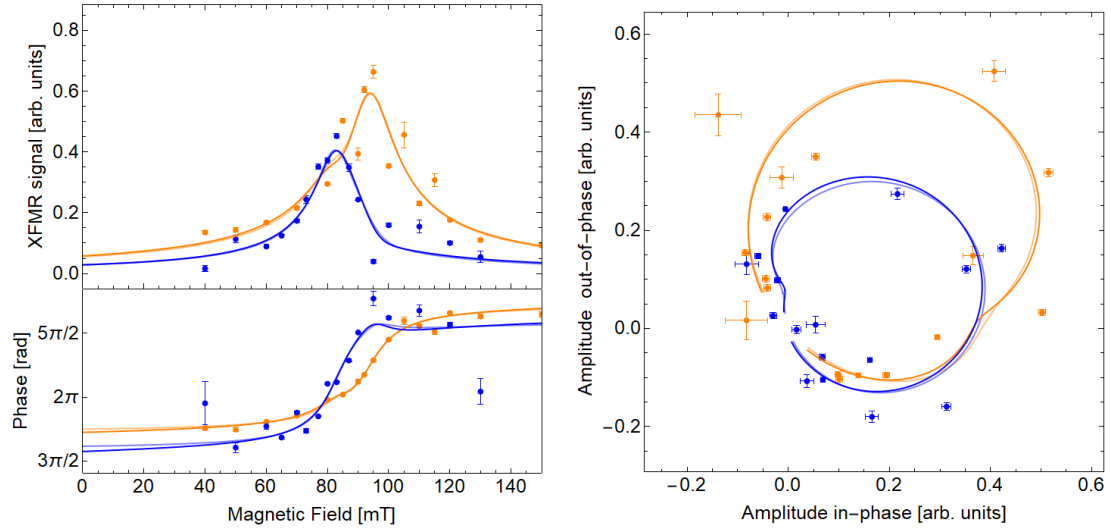 XFMR signal [arb. units]
0.8
0.6
0.4
0.2
0.0
Phase [rad]
5π/2
2π
3π/2
0 20 40 60 80 100 120 140
Magnetic Field [mT]
Amplitude out-of-phase [arb. units]
0.6
0.4
0.2
0.0
−0.2
−0.2 0.0 0.2 0.4 0.6
Amplitude in−phase [arb. units]